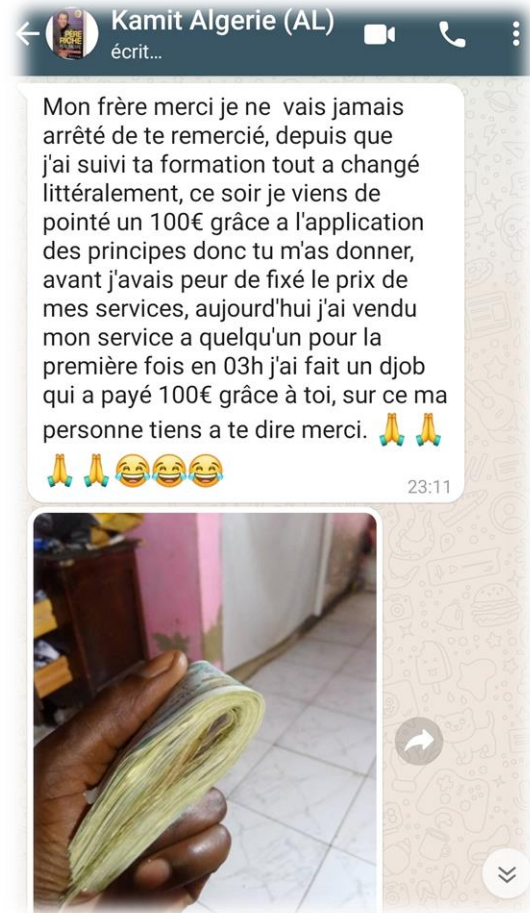 PÈRE
RICHE
Kamit Algerie (AL)
écrit...
Mon frère merci je ne vais jamais
arrêté de te remercié, depuis que
j'ai suivi ta formation tout a changé
littéralement, ce soir je viens de
pointé un 100€ grâce a l'application
des principes donc tu m'as donner,
avant j'avais peur de fixé le prix de
mes services, aujourd'hui j'ai vendu
mon service a quelqu'un pour la
première fois en 03h j'ai fait un djob
qui a payé 100€ grâce à toi, sur ce ma
personne tiens a te dire merci. 🙏 🙏
🙏 🙏😂😂😂
23:11